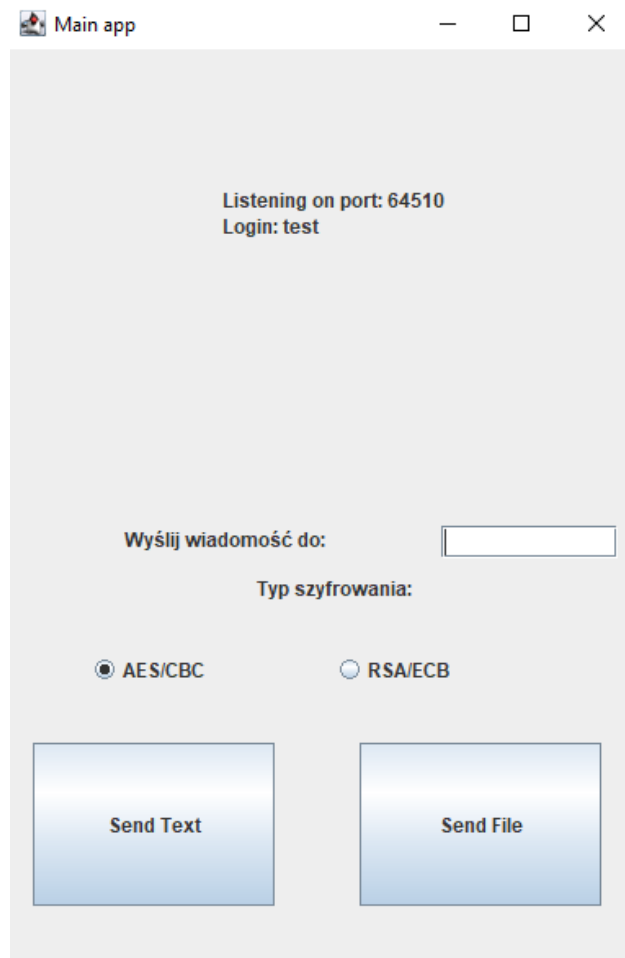 Main app
Listening on port: 64510
Login: test
Wyślij wiadomość do:
Typ szyfrowania:
AES/CBC
RSA/ECB
Send Text
Send File